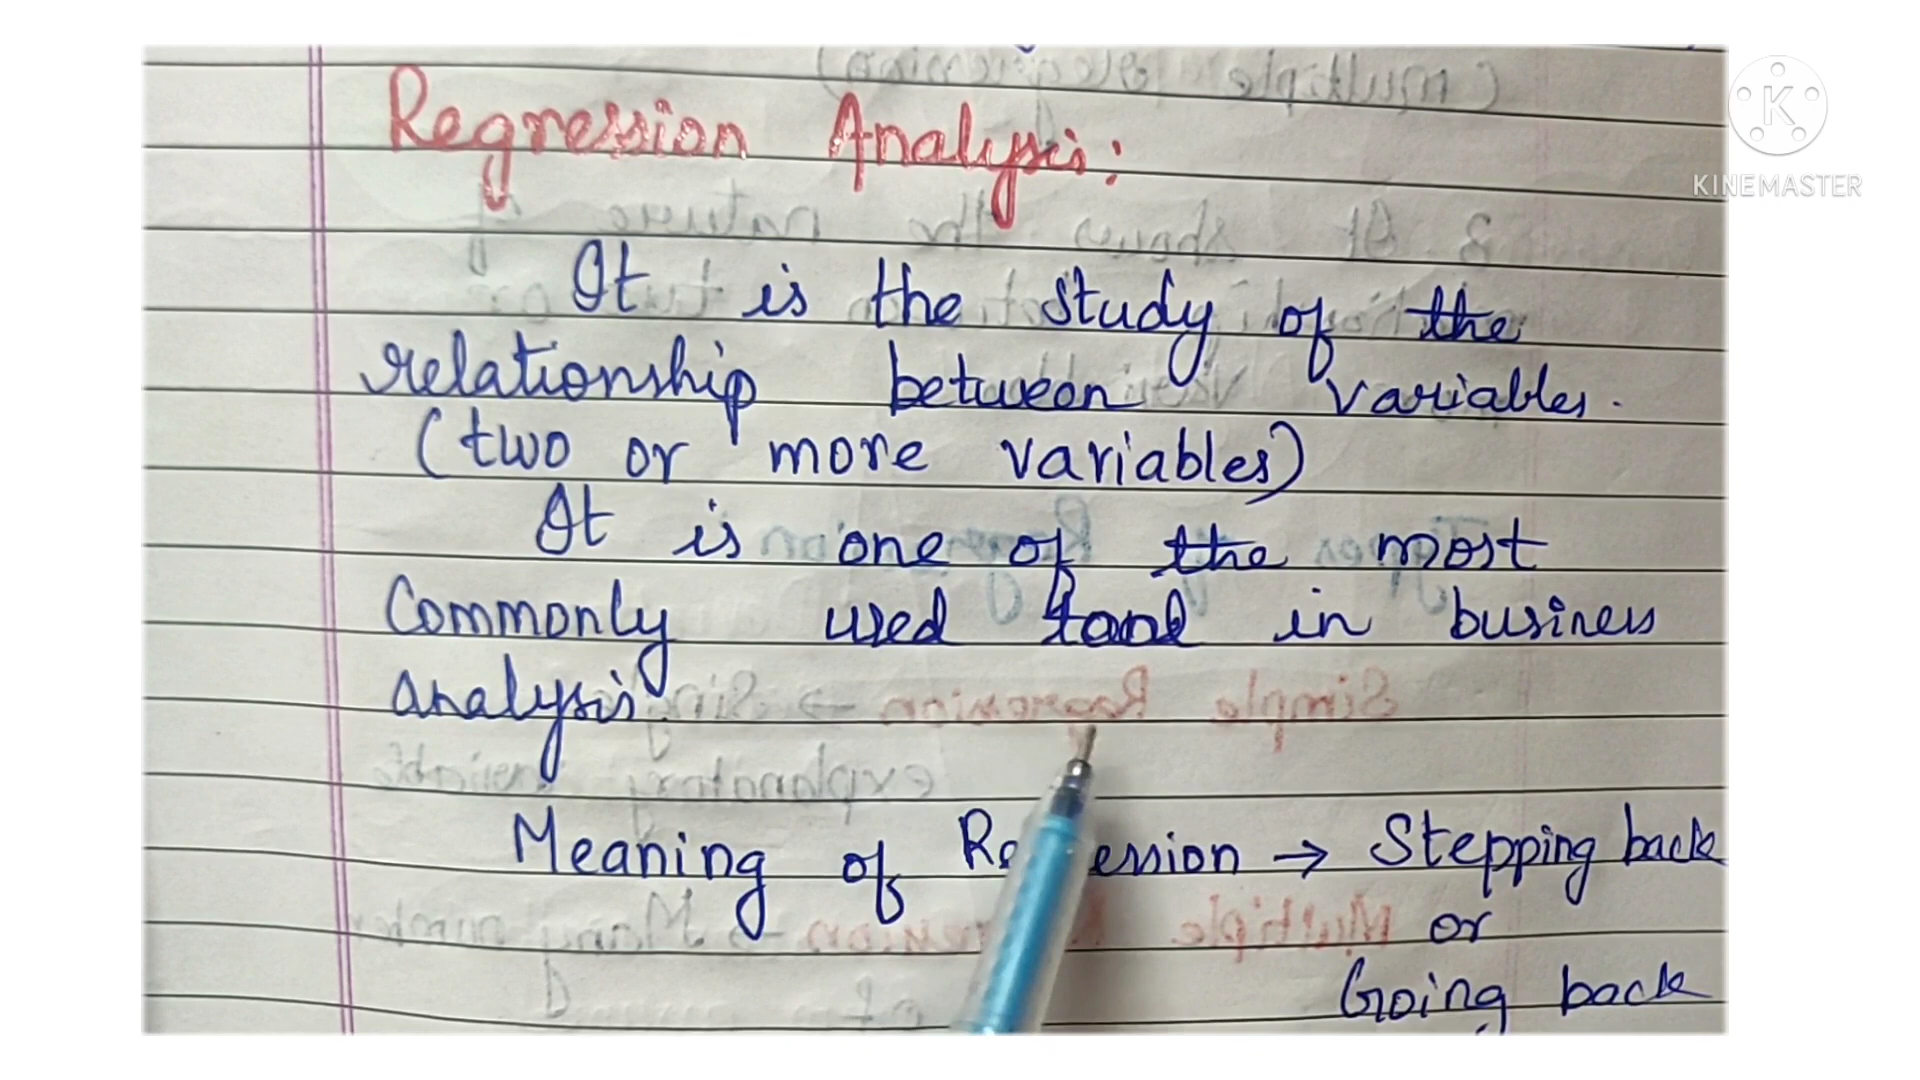 Regression Analysis:
It is the study of the
relationship between variables.
(two or more variables)
It is one of the most
Commonly used tool in business
analysis.
Meaning of Regression → Stepping back
or
Going back
KINEMASTER